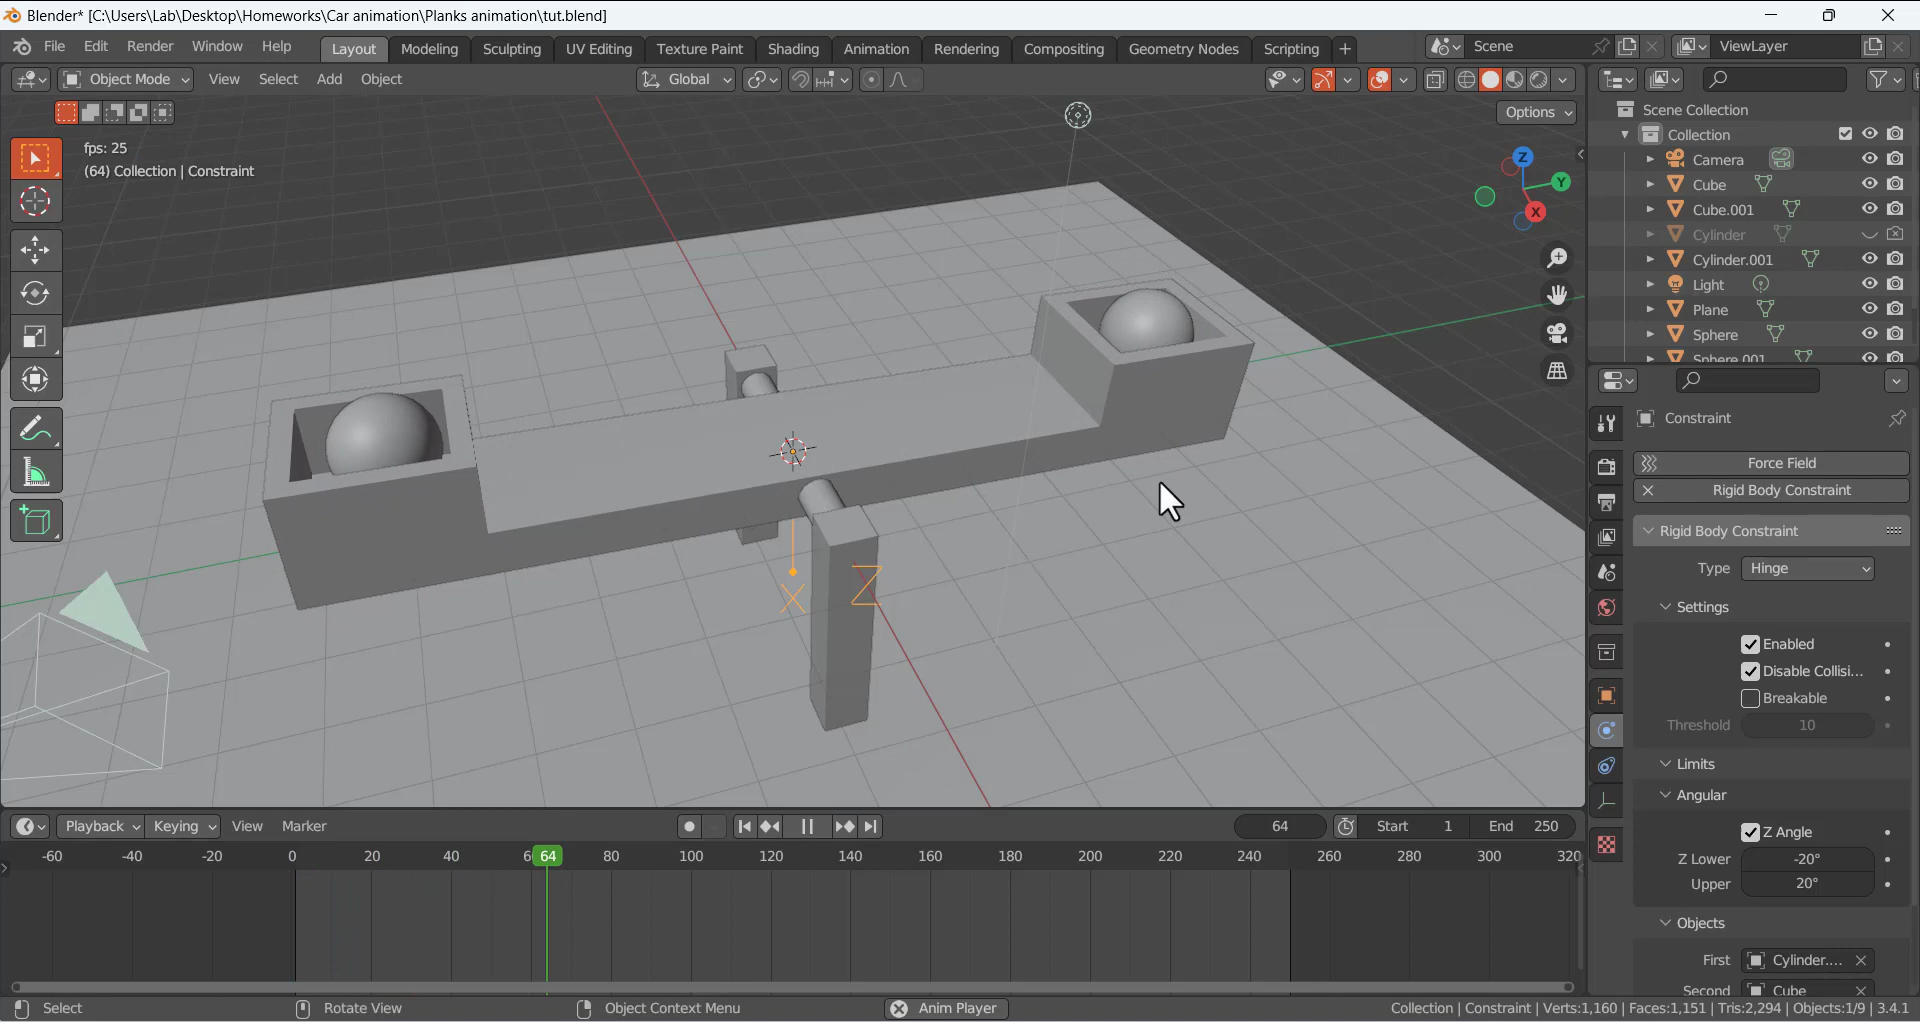 Blender* [C:\Users\Lab\Desktop\Homeworks\Car animation\Planks animation\tut.blend]
File Edit Render Window Help Layout Modeling Sculpting UV Editing Texture Paint Shading Animation Rendering Compositing Geometry Nodes Scripting + Scene ViewLayer
Object Mode View Select Add Object Global
Options
fps: 25
(64) Collection | Constraint
Z
Y
X
X
Z
Scene Collection
Collection
Camera
Cube
Cube.001
Cylinder
Cylinder.001
Light
Plane
Sphere
Sphere.001
Constraint
Force Field
Rigid Body Constraint
Rigid Body Constraint
Type Hinge
Settings
Enabled
Disable Collisi...
Breakable
Threshold 10
Limits
Angular
Z Angle
Z Lower -20°
Upper 20°
Objects
First Cylinder....
Second Cube
Playback Keying View Marker 64 Start 1 End 250
-60 -40 -20 0 20 40 6 64 80 100 120 140 160 180 200 220 240 260 280 300 320
Select Rotate View Object Context Menu Anim Player Collection | Constraint | Verts:1,160 | Faces:1,151 | Tris:2,294 | Objects:1/9 | 3.4.1